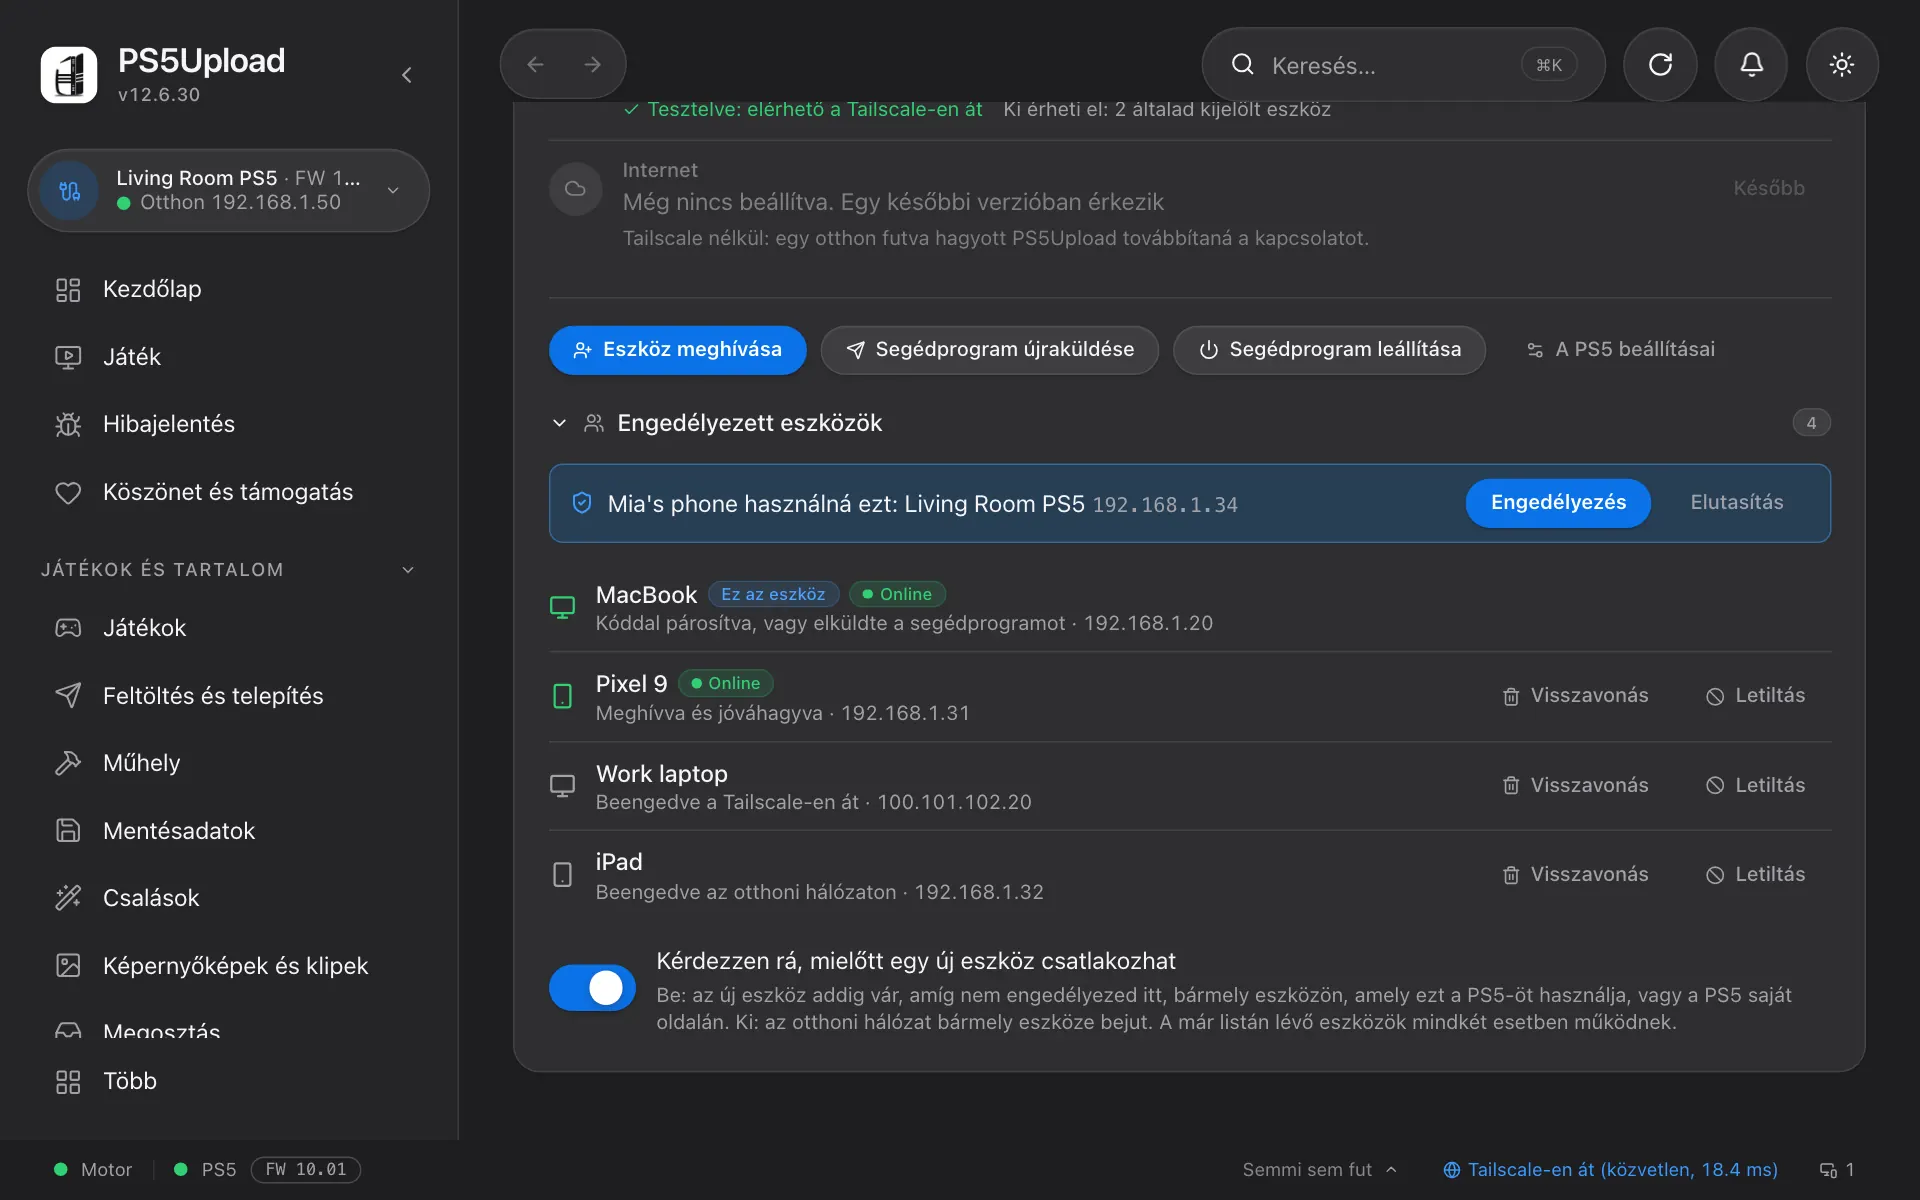 PS5Upload
v12.6.30
Living Room PS5 · FW 1...
Otthon 192.168.1.50
Kezdőlap
Játék
Hibajelentés
Köszönet és támogatás
JÁTÉKOK ÉS TARTALOM
Játékok
Feltöltés és telepítés
Műhely
Mentésadatok
Csalások
Képernyőképek és klipek
Megosztás
Több
Keresés...
⌘K
Tesztelve: elérhető a Tailscale-en át Ki érheti el: 2 általad kijelölt eszköz
Internet
Még nincs beállítva. Egy későbbi verzióban érkezik
Később
Tailscale nélkül: egy otthon futva hagyott PS5Upload továbbítaná a kapcsolatot.
Eszköz meghívása
Segédprogram újraküldése
Segédprogram leállítása
A PS5 beállításai
Engedélyezett eszközök
4
Mia's phone használná ezt: Living Room PS5 192.168.1.34
Engedélyezés
Elutasítás
MacBook Ez az eszköz Online
Kóddal párosítva, vagy elküldte a segédprogramot · 192.168.1.20
Pixel 9 Online
Meghívva és jóváhagyva · 192.168.1.31
Visszavonás
Letiltás
Work laptop
Beengedve a Tailscale-en át · 100.101.102.20
Visszavonás
Letiltás
iPad
Beengedve az otthoni hálózaton · 192.168.1.32
Visszavonás
Letiltás
Kérdezzen rá, mielőtt egy új eszköz csatlakozhat
Be: az új eszköz addig vár, amíg nem engedélyezed itt, bármely eszközön, amely ezt a PS5-öt használja, vagy a PS5 saját
oldalán. Ki: az otthoni hálózat bármely eszköze bejut. A már listán lévő eszközök mindkét esetben működnek.
Motor
PS5
FW 10.01
Semmi sem fut
Tailscale-en át (közvetlen, 18.4 ms)
1